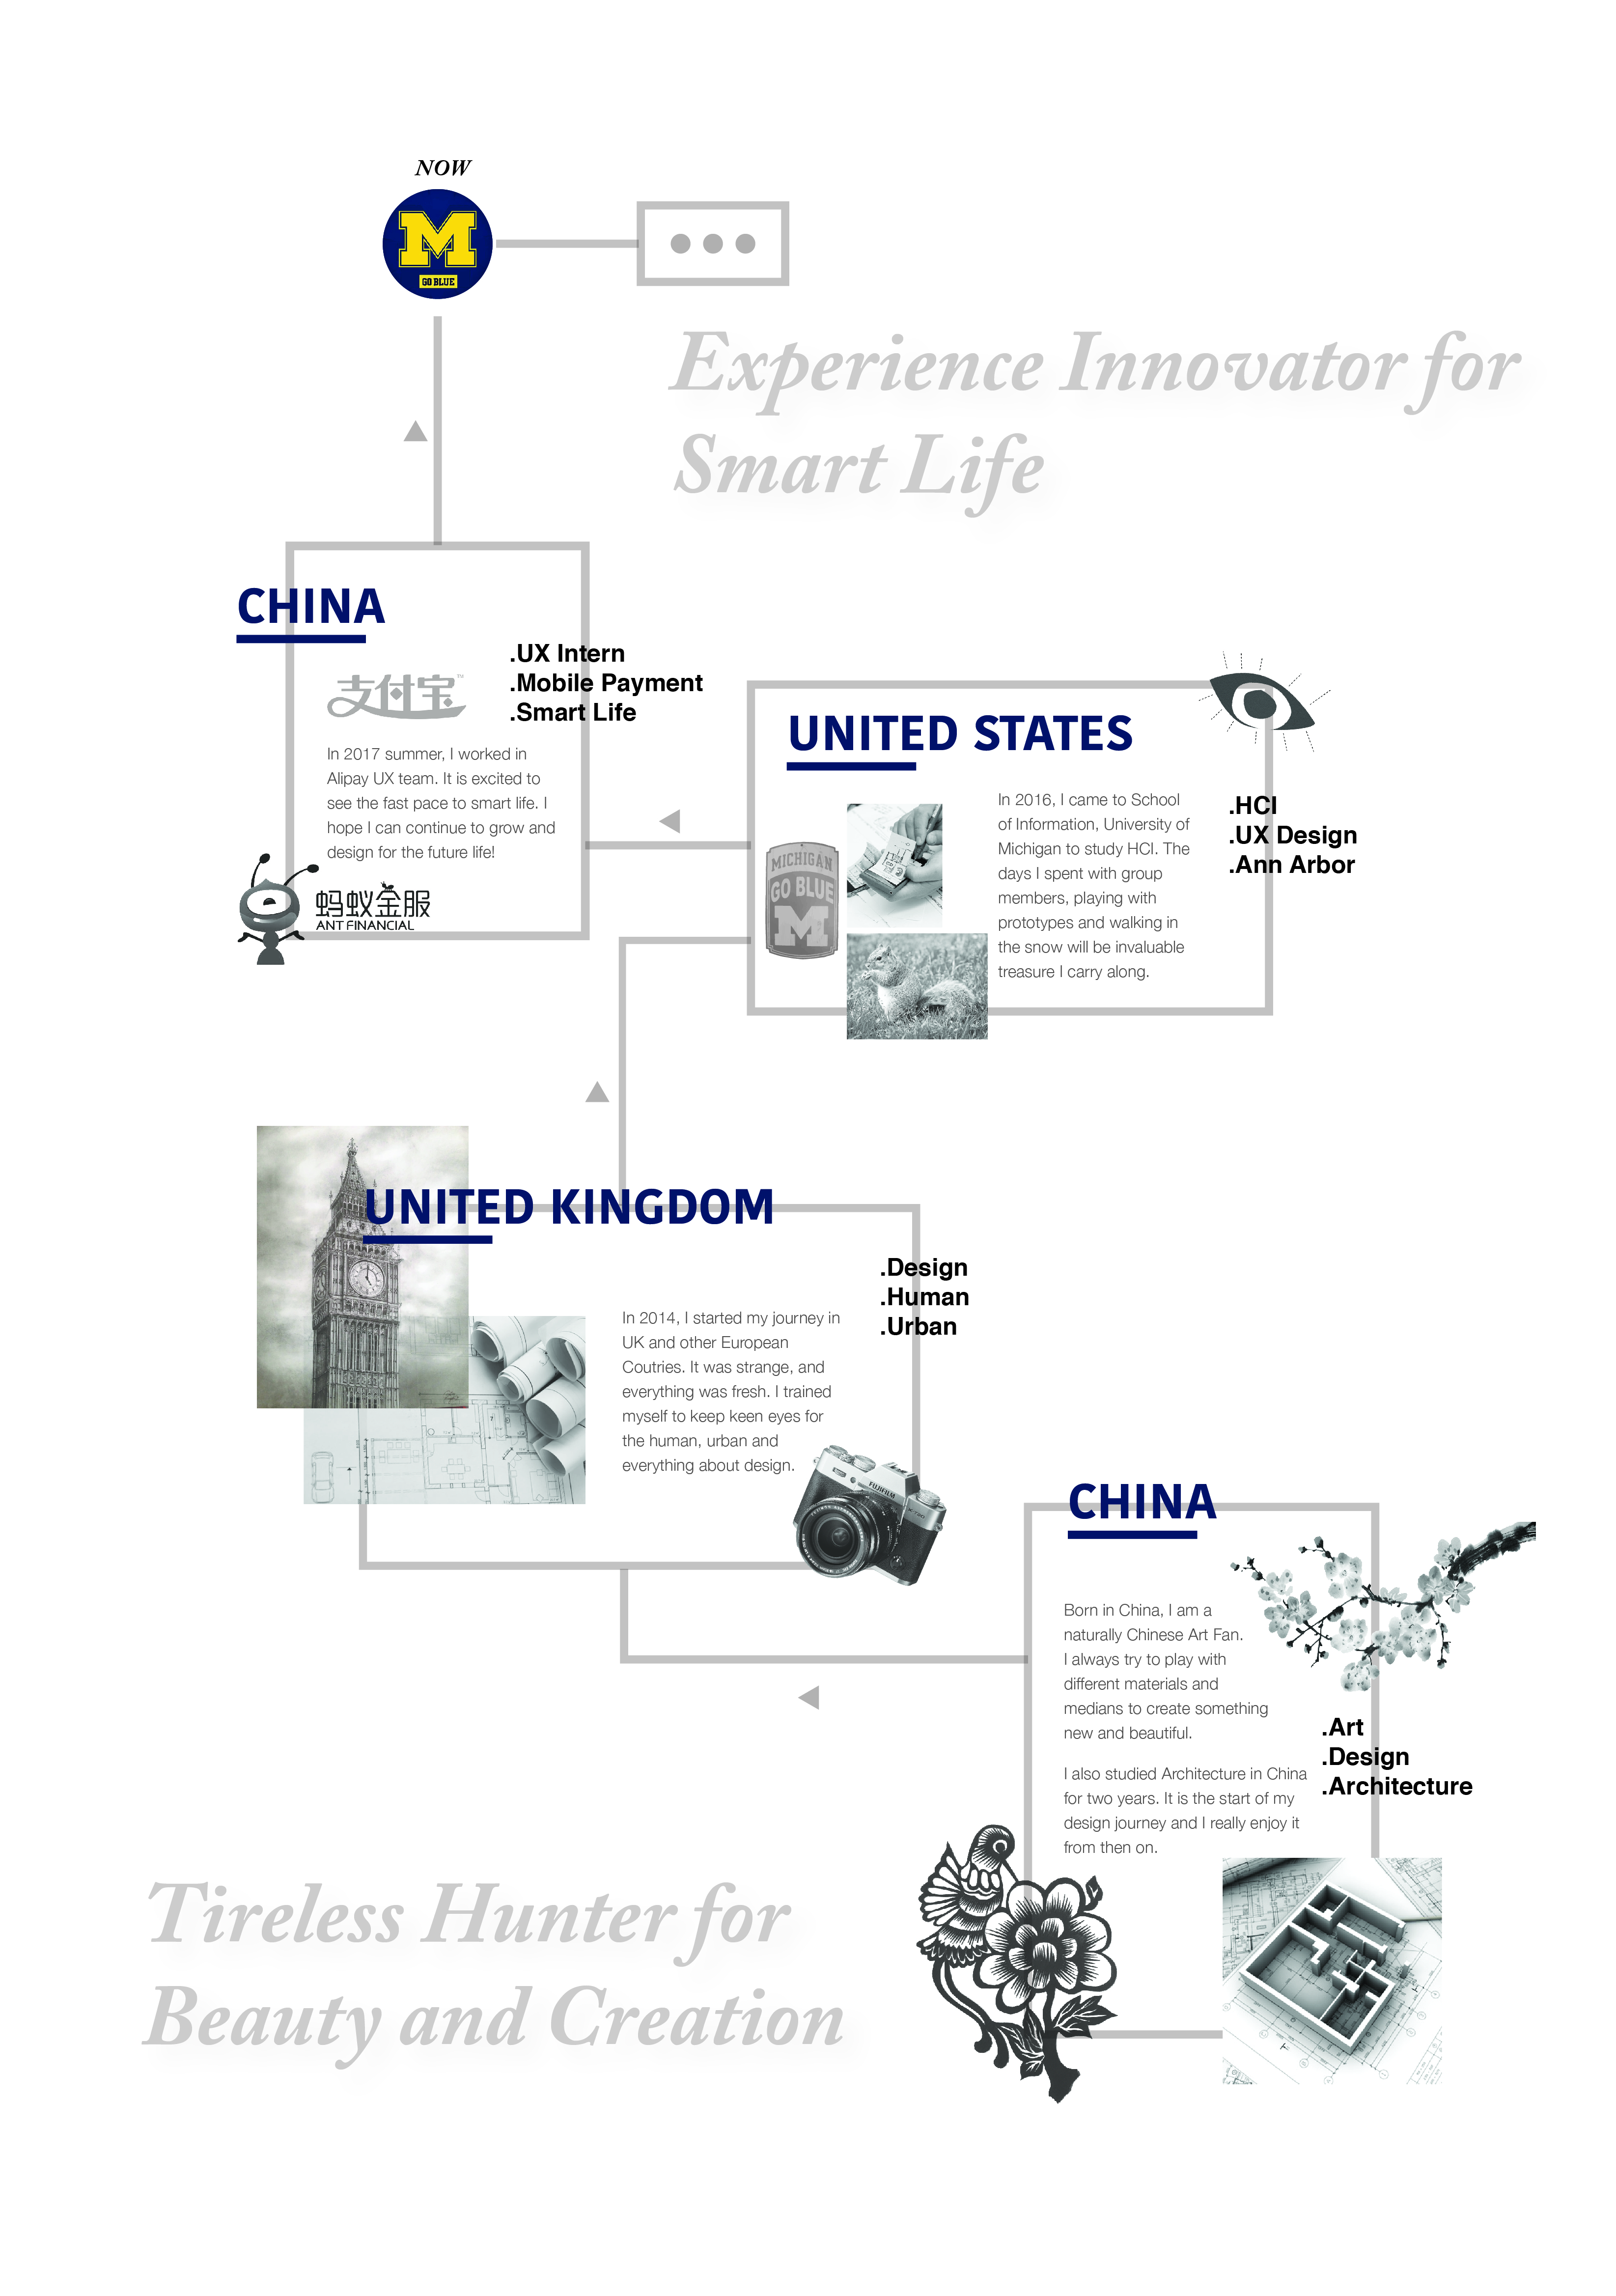 NOW
M
GO BLUE
Experience Innovator for
Smart Life
CHINA
.UX Intern
.Mobile Payment
.Smart Life
支付宝™
In 2017 summer, I worked in
Alipay UX team. It is excited to
see the fast pace to smart life. I
hope I can continue to grow and
design for the future life!
蚂蚁金服
ANT FINANCIAL
UNITED STATES
MICHIGAN
GO BLUE
M
In 2016, I came to School
of Information, University of
Michigan to study HCI. The
days I spent with group
members, playing with
prototypes and walking in
the snow will be invaluable
treasure I carry along.
.HCI
.UX Design
.Ann Arbor
UNITED KINGDOM
.Design
.Human
.Urban
In 2014, I started my journey in
UK and other European
Coutries. It was strange, and
everything was fresh. I trained
myself to keep keen eyes for
the human, urban and
everything about design.
FUJIFILM
CHINA
Born in China, I am a
naturally Chinese Art Fan.
I always try to play with
different materials and
medians to create something
new and beautiful.
.Art
.Design
.Architecture
I also studied Architecture in China
for two years. It is the start of my
design journey and I really enjoy it
from then on.
Tireless Hunter for
Beauty and Creation